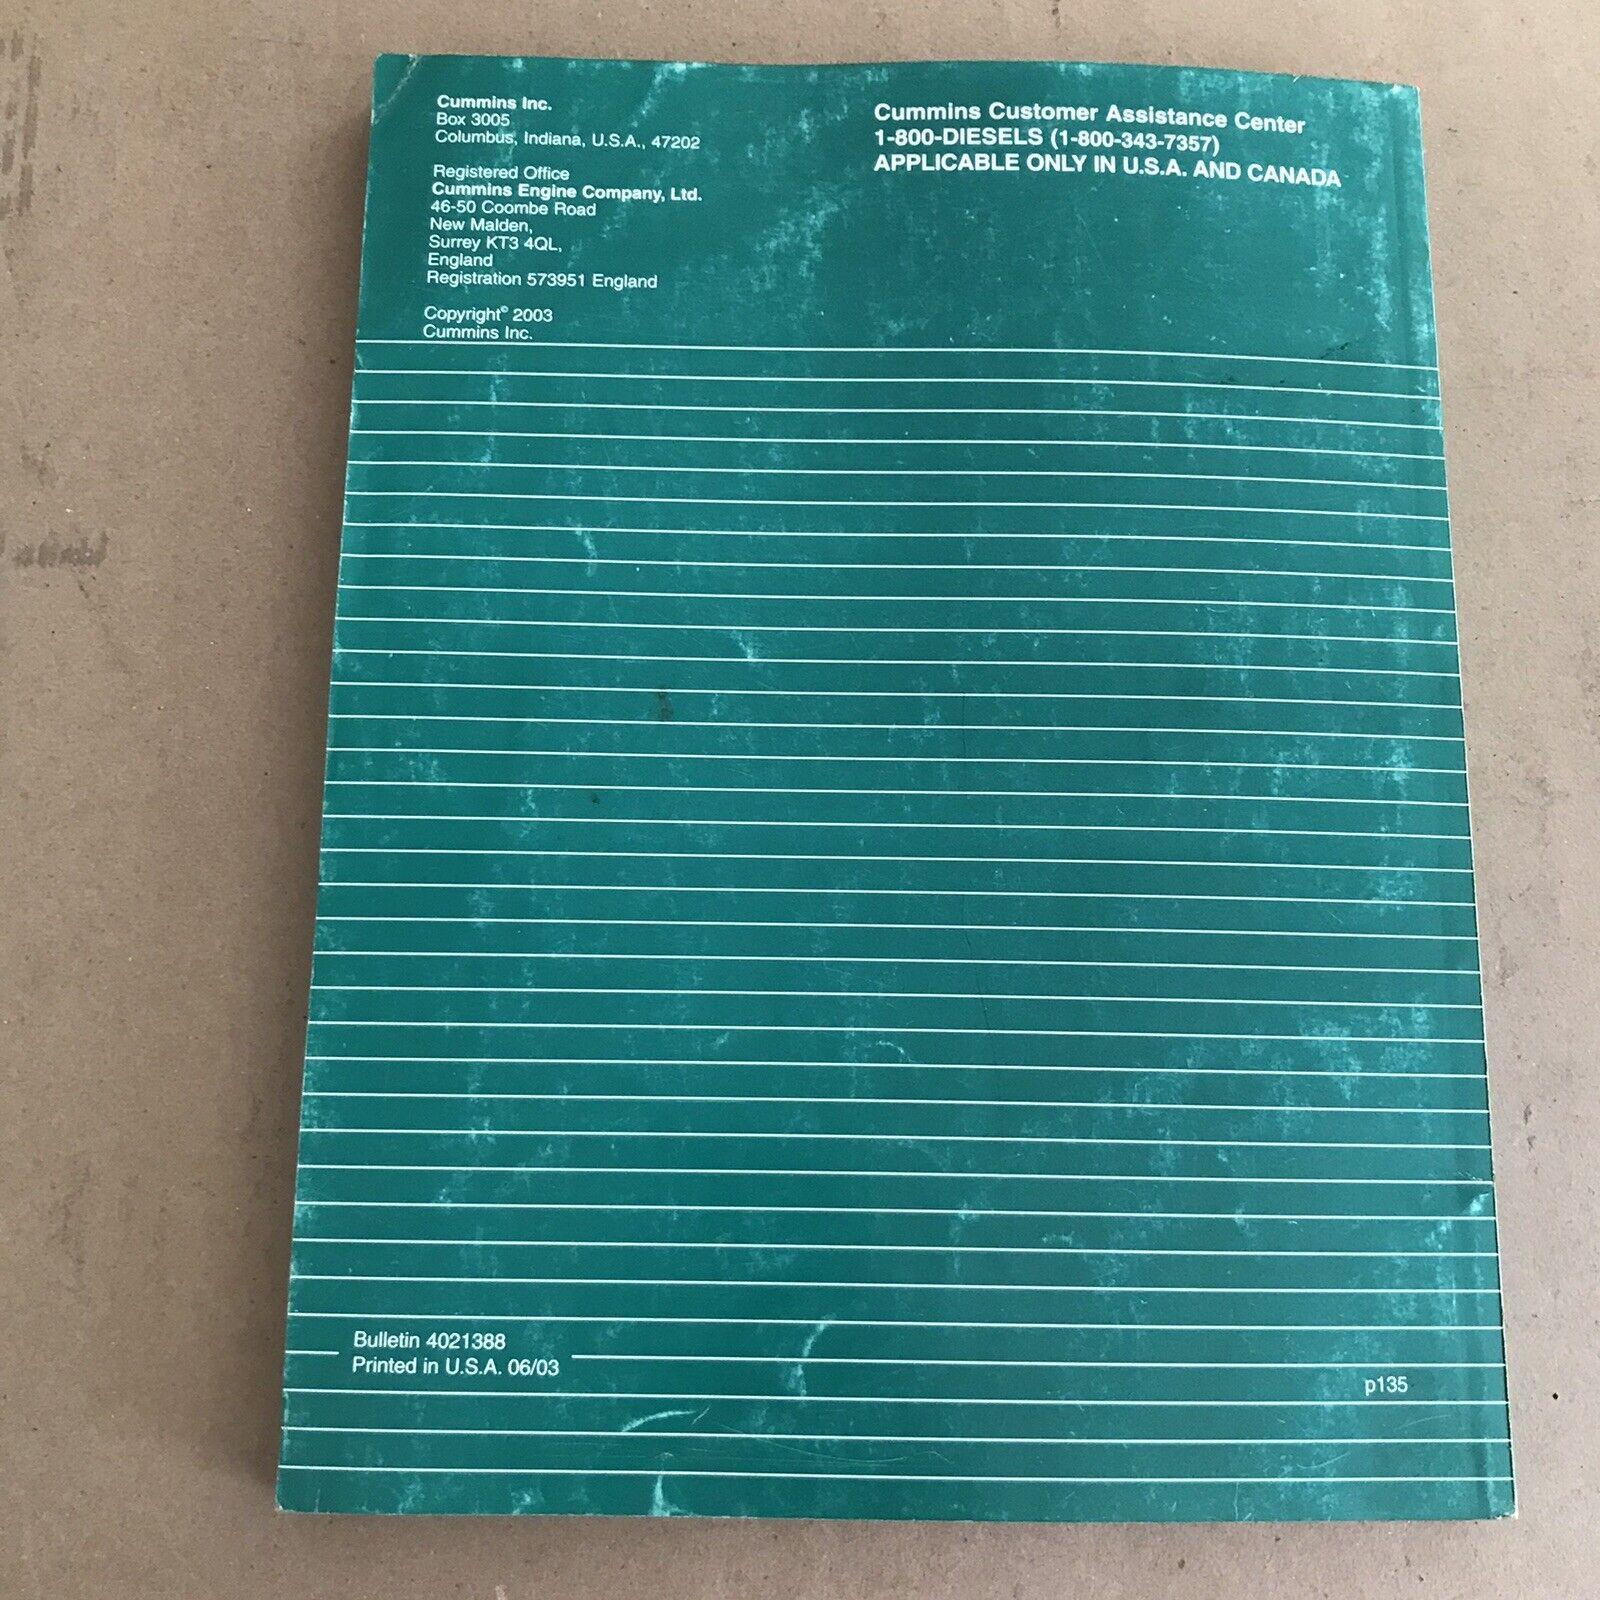 Cummins Inc.
Box 3005
Columbus, Indiana, U.S.A., 47202
Registered Office
Cummins Engine Company, Ltd.
46-50 Coombe Road
New Malden,
Surrey KT3 4QL,
England
Registration 573951 England
Copyright© 2003
Cummins Inc.
Cummins Customer Assistance Center
1-800-DIESELS (1-800-343-7357)
APPLICABLE ONLY IN U.S.A. AND CANADA
Bulletin 4021388
Printed in U.S.A. 06/03
p135